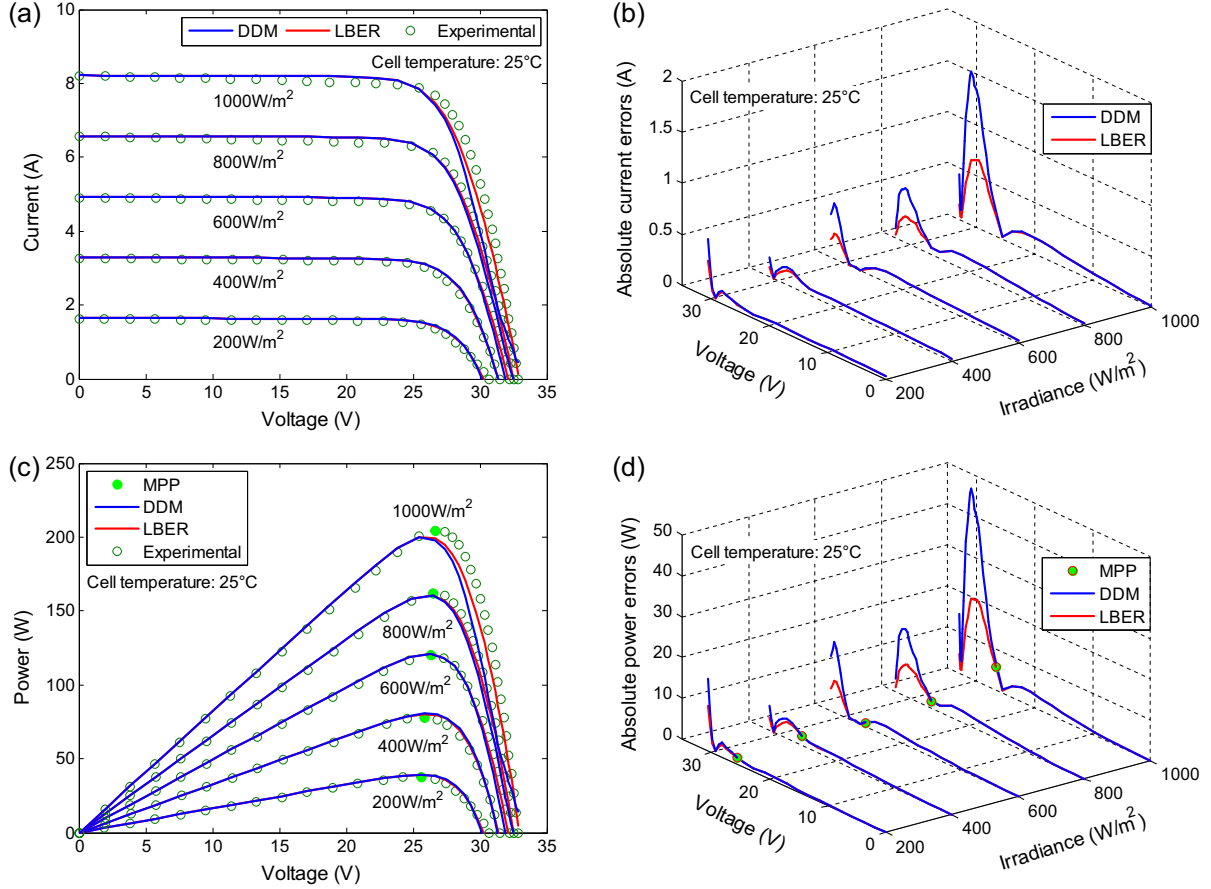 (a)
DDM LBER Experimental
Cell temperature: 25°C
1000W/m²
800W/m²
600W/m²
400W/m²
200W/m²
10
8
6
4
2
0
Current (A)
0 5 10 15 20 25 30 35
Voltage (V)
(b)
Cell temperature: 25°C
DDM
LBER
2
1.5
1
0.5
0
Absolute current errors (A)
30
20
10
0
Voltage (V)
200
400
600
800
1000
Irradiance (W/m²)
(c)
MPP
DDM
LBER
Experimental
Cell temperature: 25°C
1000W/m²
800W/m²
600W/m²
400W/m²
200W/m²
250
200
150
100
50
0
Power (W)
0 5 10 15 20 25 30 35
Voltage (V)
(d)
Cell temperature: 25°C
MPP
DDM
LBER
50
40
30
20
10
0
Absolute power errors (W)
30
20
10
0
Voltage (V)
200
400
600
800
1000
Irradiance (W/m²)